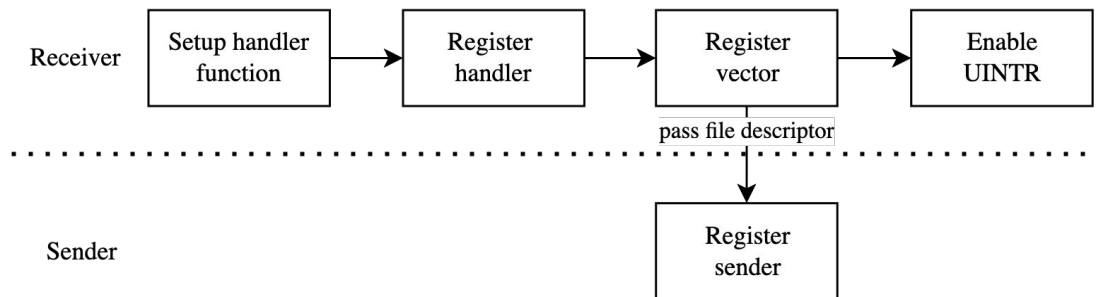 Receiver
Setup handler
function
Register
handler
Register
vector
Enable
UINTR
pass file descriptor
Sender
Register
sender